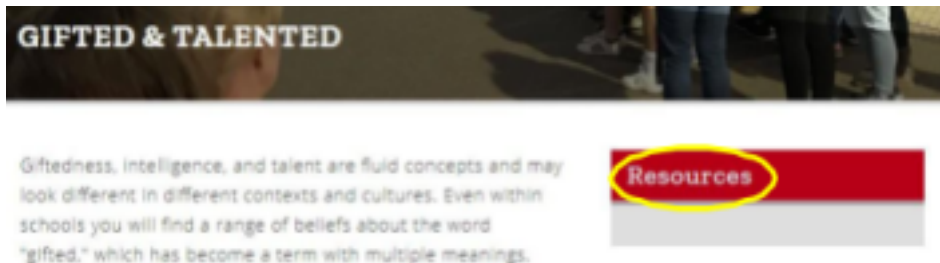 GIFTED & TALENTED
Giftedness, intelligence, and talent are fluid concepts and may
look different in different contexts and cultures. Even within
schools you will find a range of beliefs about the word
"gifted," which has become a term with multiple meanings.
Resources